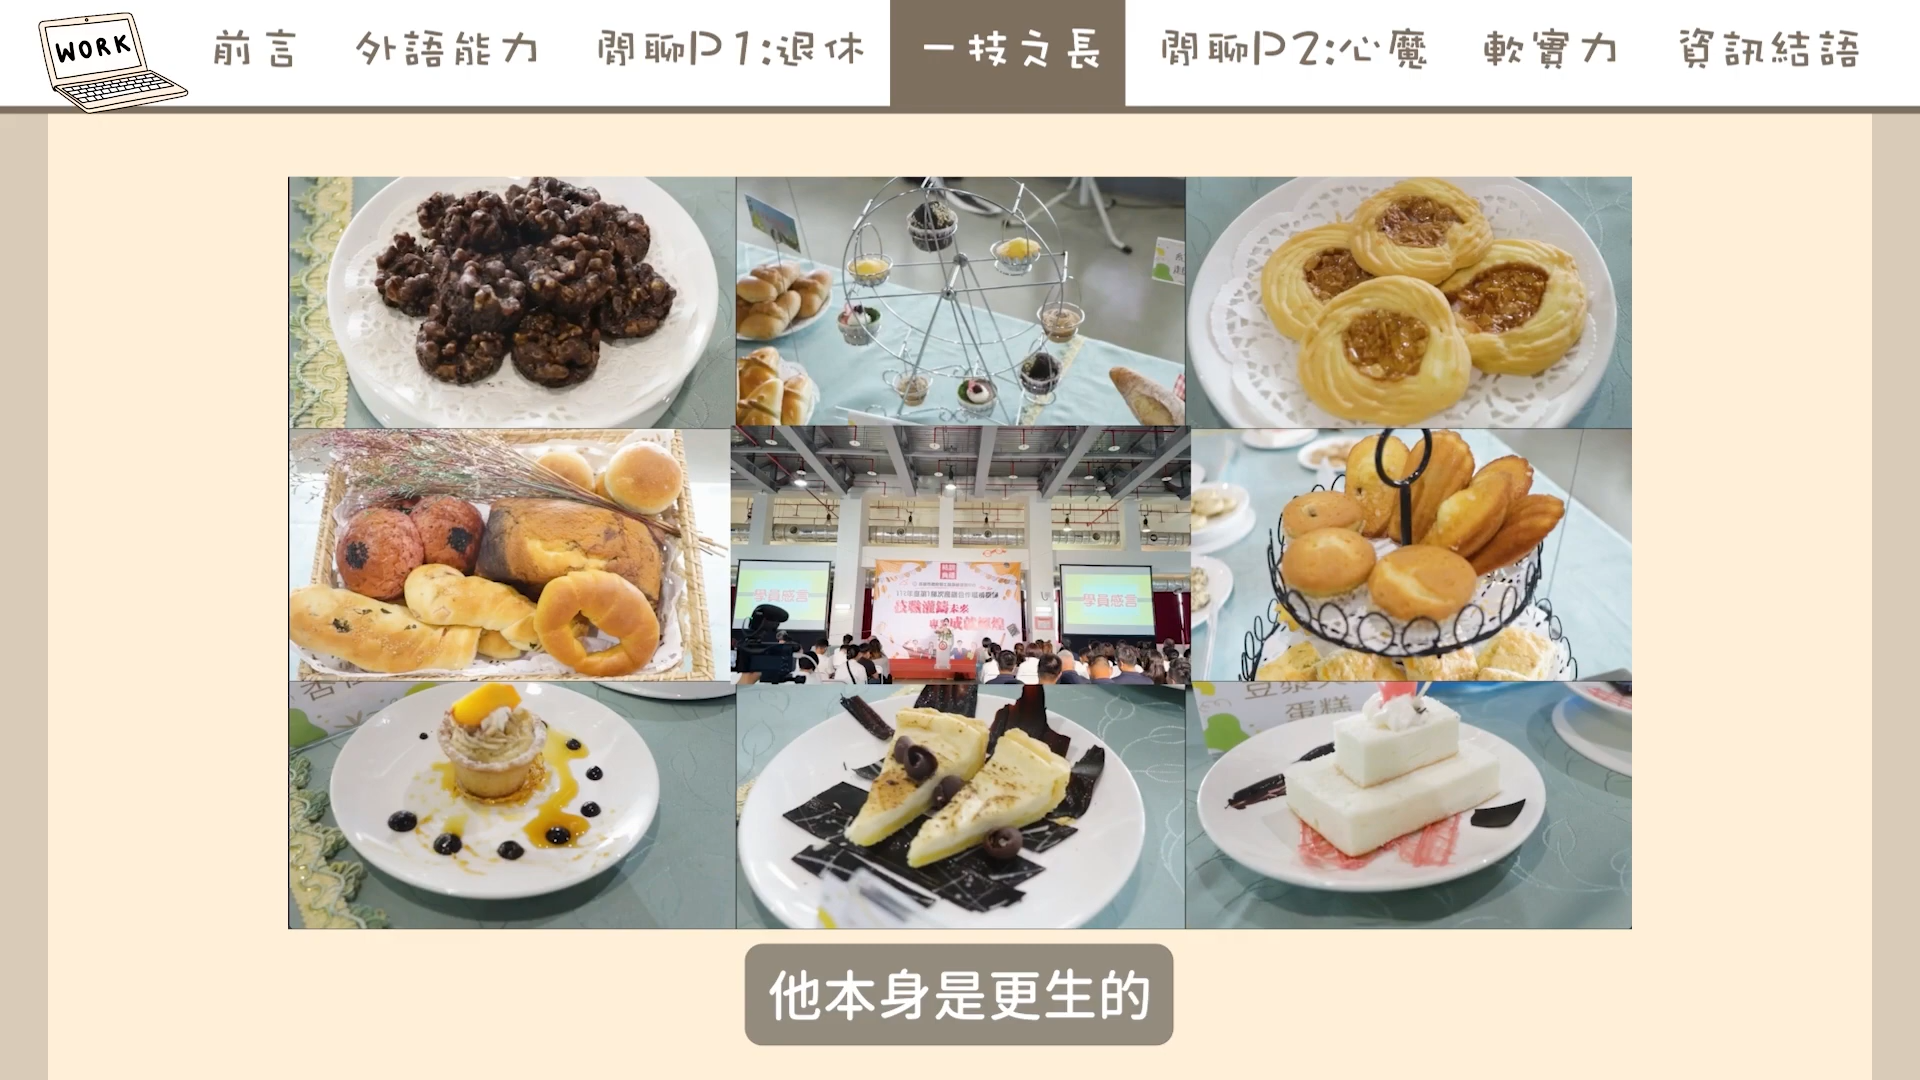 WORK
前言
外語能力
閒聊P1:退休
一技之長
閒聊P2:心魔
軟實力
資訊結語
學員感言
學員感言
蛋糕
他本身是更生的